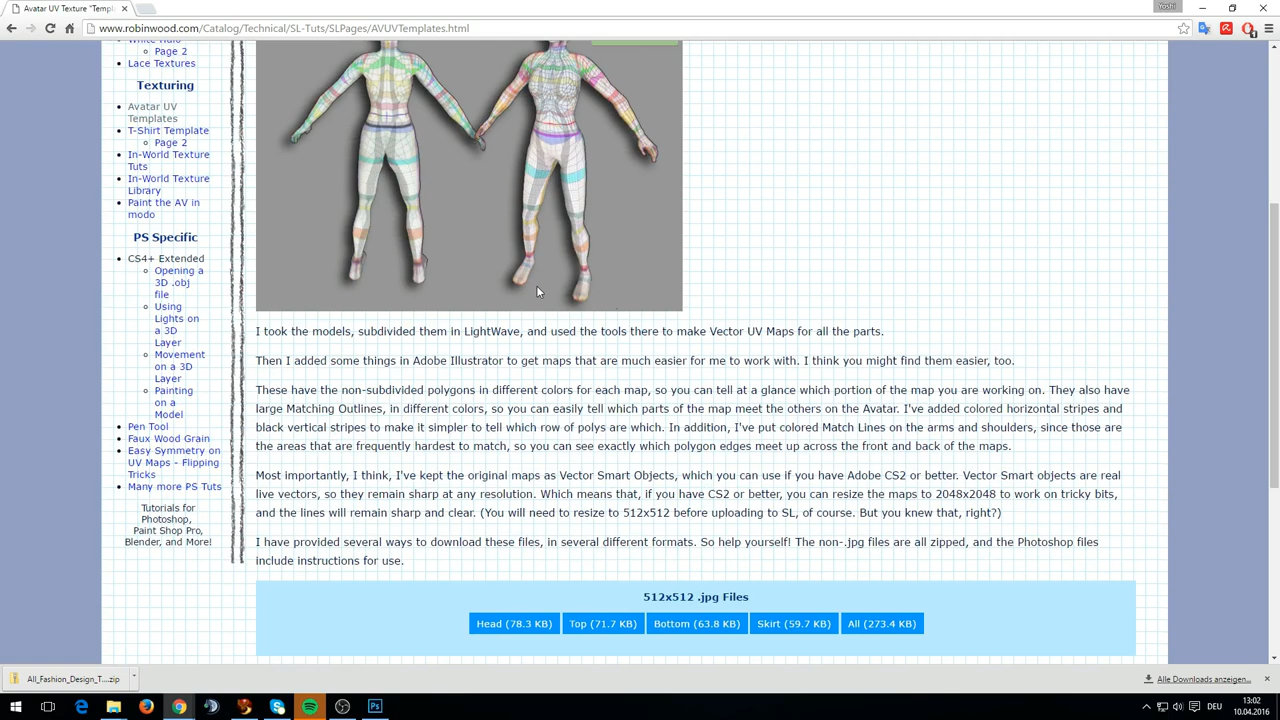 Avatar UV Texture "Templ
Yoshi
www.robinwood.com/Catalog/Technical/SL-Tuts/SLPages/AVUVTemplates.html
Page 2
Lace Textures
Texturing
Avatar UV
Templates
T-Shirt Template
Page 2
In-World Texture
Tuts
In-World Texture
Library
Paint the AV in
modo
PS Specific
CS4+ Extended
Opening a
3D .obj
file
Using
Lights on
a 3D
Layer
Movement
on a 3D
Layer
Painting
on a
Model
Pen Tool
Faux Wood Grain
Easy Symmetry on
UV Maps - Flipping
Tricks
Many more PS Tuts
Tutorials for
Photoshop,
Paint Shop Pro,
Blender, and More!
I took the models, subdivided them in LightWave, and used the tools there to make Vector UV Maps for all the parts.
Then I added some things in Adobe Illustrator to get maps that are much easier for me to work with. I think you might find them easier, too.
These have the non-subdivided polygons in different colors for each map, so you can tell at a glance which portion of the map you are working on. They also have
large Matching Outlines, in different colors, so you can easily tell which parts of the map meet the others on the Avatar. I've added colored horizontal stripes and
black vertical stripes to make it simpler to tell which row of polys are which. In addition, I've put colored Match Lines on the arms and shoulders, since those are
the areas that are frequently hardest to match, so you can see exactly which polygon edges meet up across the front and back of the maps.
Most importantly, I think, I've kept the original maps as Vector Smart Objects, which you can use if you have Adobe CS2 or better. Vector Smart objects are real
live vectors, so they remain sharp at any resolution. Which means that, if you have CS2 or better, you can resize the maps to 2048x2048 to work on tricky bits,
and the lines will remain sharp and clear. (You will need to resize to 512x512 before uploading to SL, of course. But you knew that, right?)
I have provided several ways to download these files, in several different formats. So help yourself! The non-.jpg files are all zipped, and the Photoshop files
include instructions for use.
512x512 .jpg Files
Head (78.3 KB) Top (71.7 KB) Bottom (63.8 KB) Skirt (59.7 KB) All (273.4 KB)
All_Fashion_Design_T....zip
Alle Downloads anzeigen...
DEU
13:02
10.04.2016